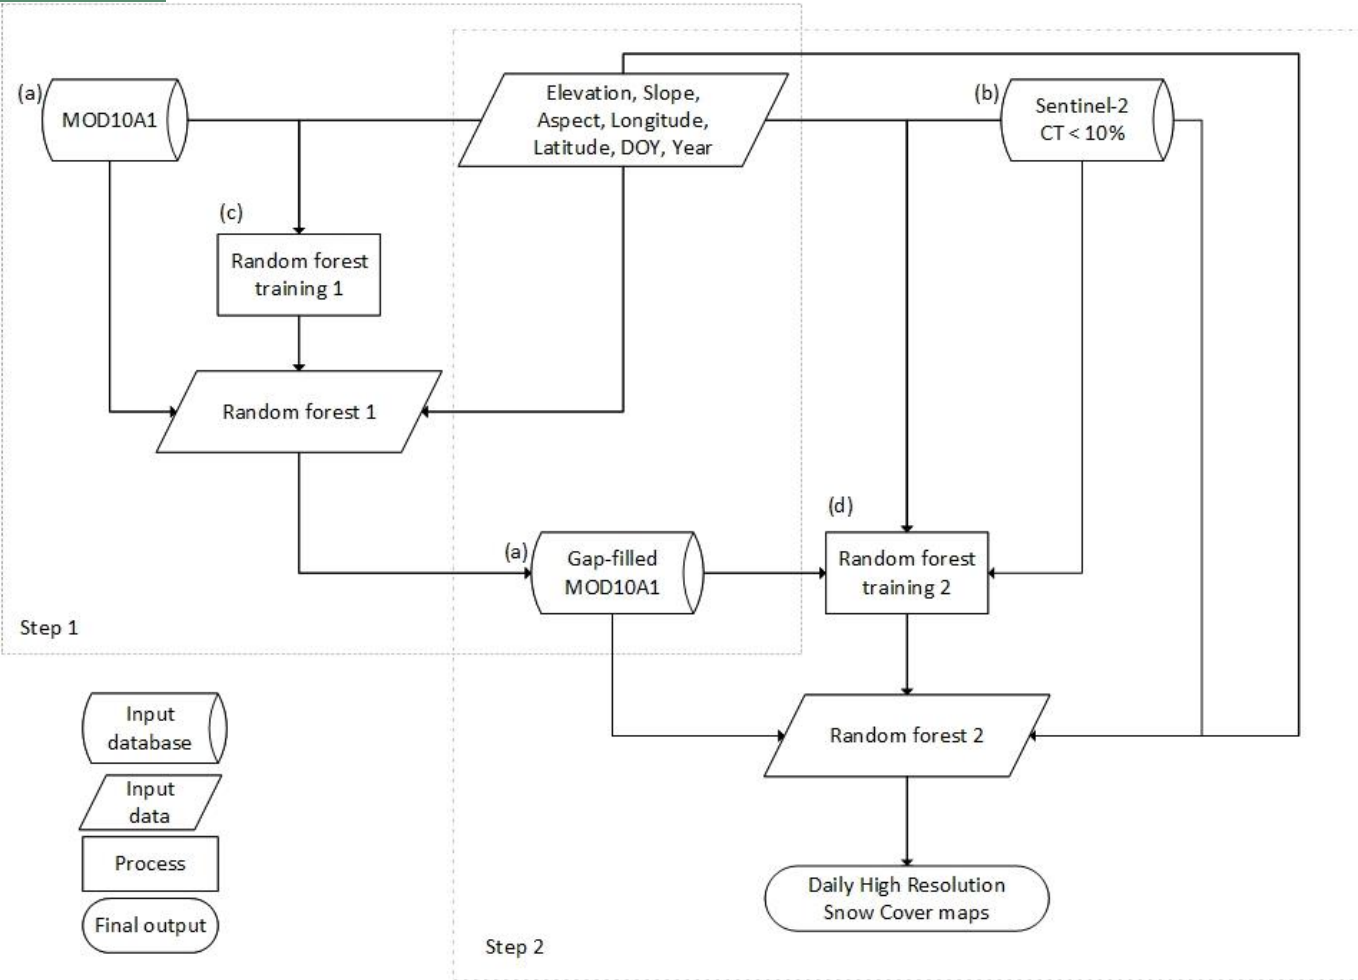 (a)
MOD10A1
Elevation, Slope,
Aspect, Longitude,
Latitude, DOY, Year
(b)
Sentinel-2
CT < 10%
(c)
Random forest
training 1
Random forest 1
(a)
Gap-filled
MOD10A1
(d)
Random forest
training 2
Step 1
Random forest 2
Daily High Resolution
Snow Cover maps
Step 2
Input
database
Input
data
Process
Final output